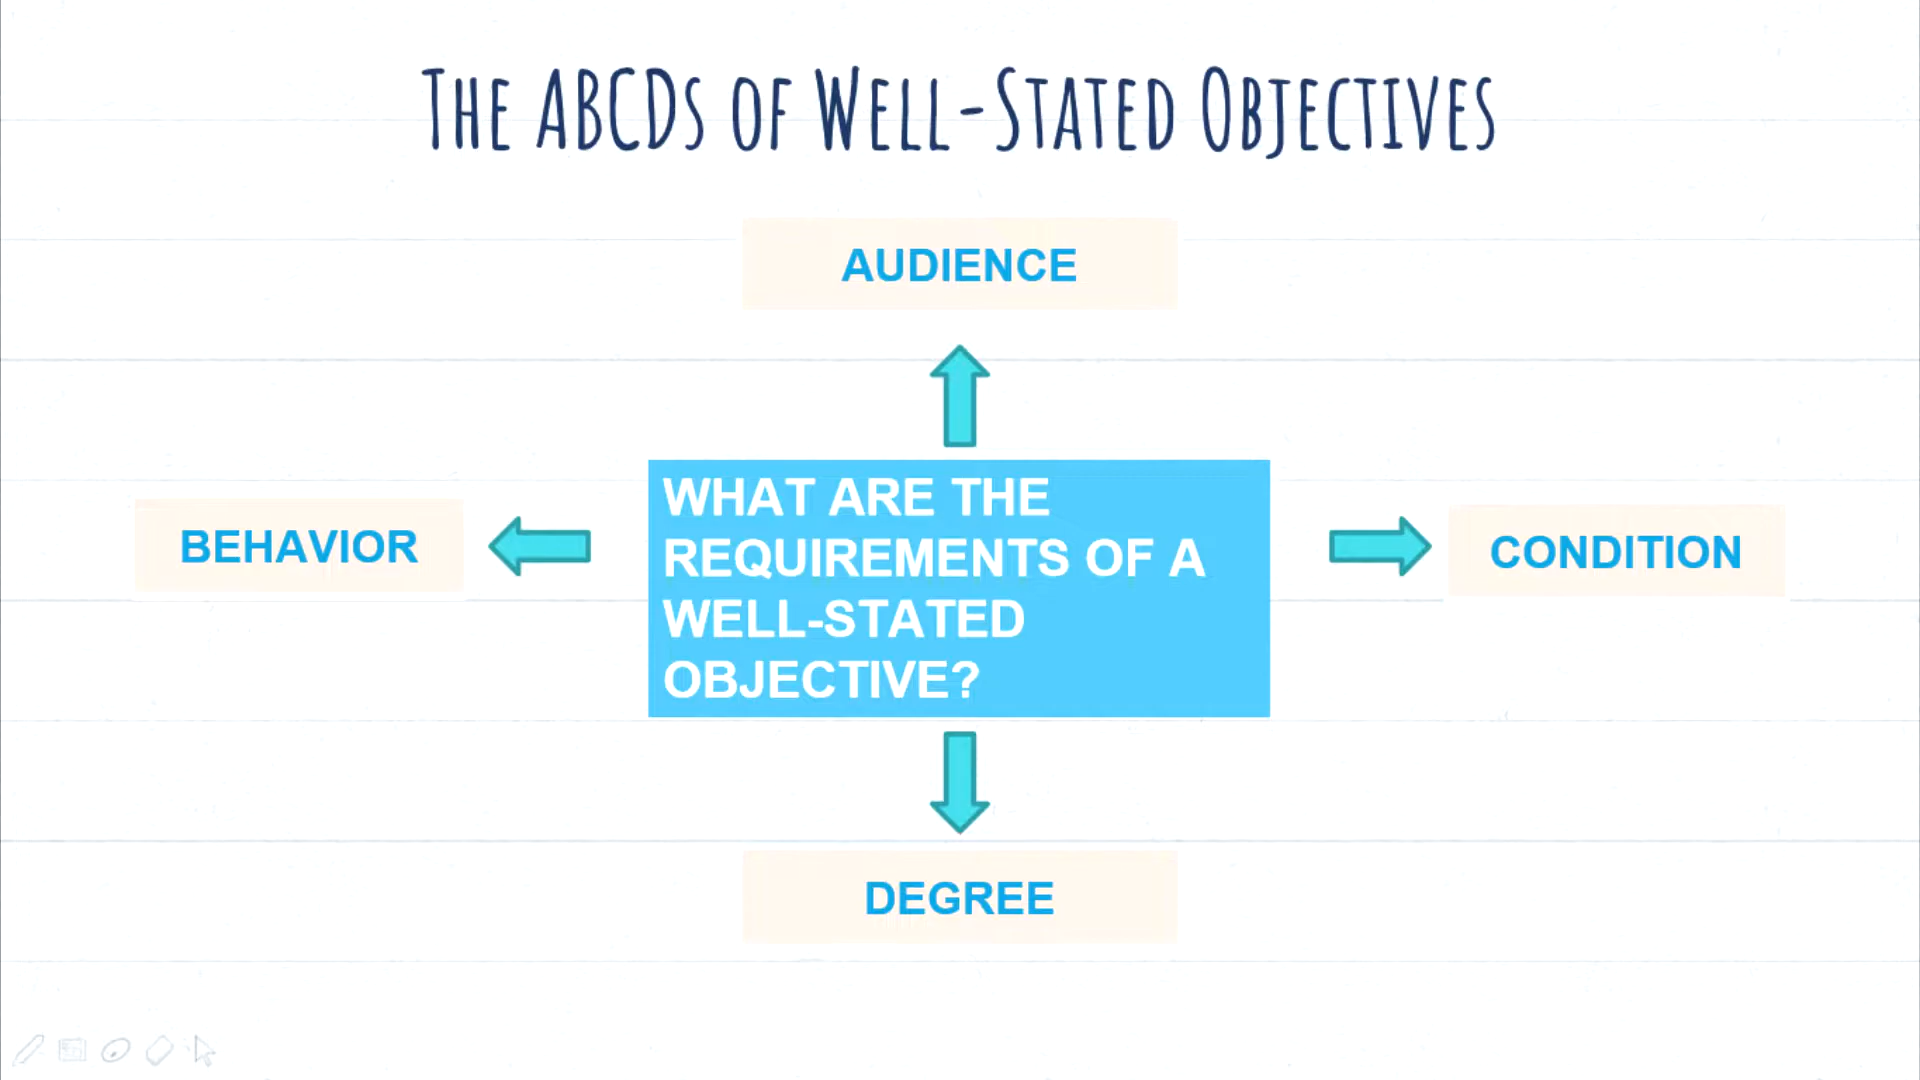 THE ABCDS OF WELL-STATED OBJECTIVES
AUDIENCE
BEHAVIOR
WHAT ARE THE
REQUIREMENTS OF A
WELL-STATED
OBJECTIVE?
CONDITION
DEGREE